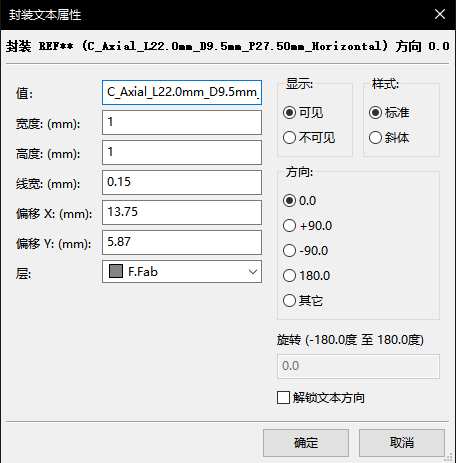 封装文本属性
封装 REF** (C_Axial_L22.0mm_D9.5mm_P27.50mm_Horizontal) 方向 0.0
值:
C_Axial_L22.0mm_D9.5mm_
宽度: (mm):
1
高度: (mm):
1
线宽: (mm):
0.15
偏移 X: (mm):
13.75
偏移 Y: (mm):
5.87
层:
F.Fab
显示:
可见
不可见
样式:
标准
斜体
方向:
0.0
+90.0
-90.0
180.0
其它
旋转 (-180.0度 至 180.0度)
0.0
解锁文本方向
确定
取消